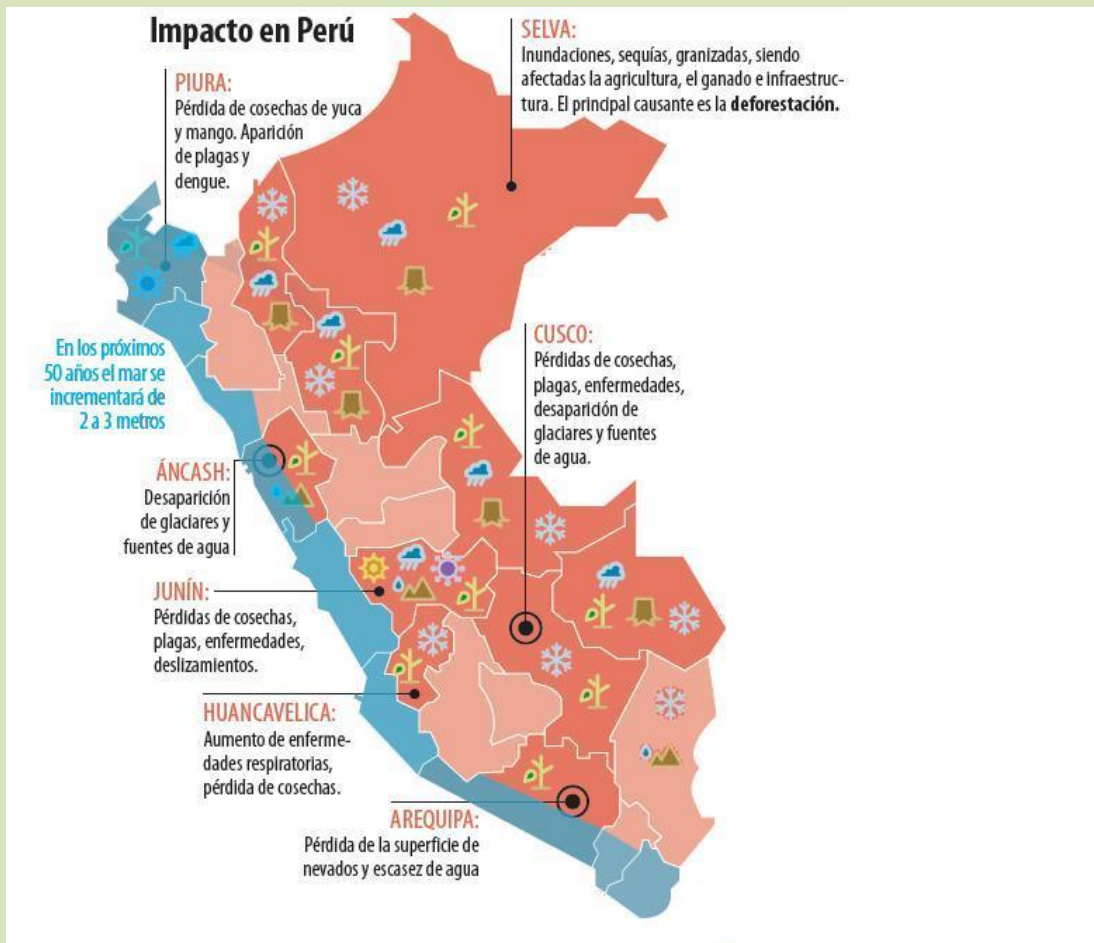 Impacto en Perú
SELVA:
Inundaciones, sequías, granizadas, siendo
afectadas la agricultura, el ganado e infraestruc-
tura. El principal causante es la deforestación.
PIURA:
Pérdida de cosechas de yuca
y mango. Aparición
de plagas y
dengue.
En los próximos
50 años el mar se
incrementará de
2 a 3 metros
CUSCO:
Pérdidas de cosechas,
plagas, enfermedades,
desaparición de
glaciares y fuentes
de agua.
ÁNCASH:
Desaparición
de glaciares y
fuentes de agua
JUNÍN:
Pérdidas de cosechas,
plagas, enfermedades,
deslizamientos.
HUANCAVELICA:
Aumento de enferme-
dades respiratorias,
pérdida de cosechas.
AREQUIPA:
Pérdida de la superficie de
nevados y escasez de agua